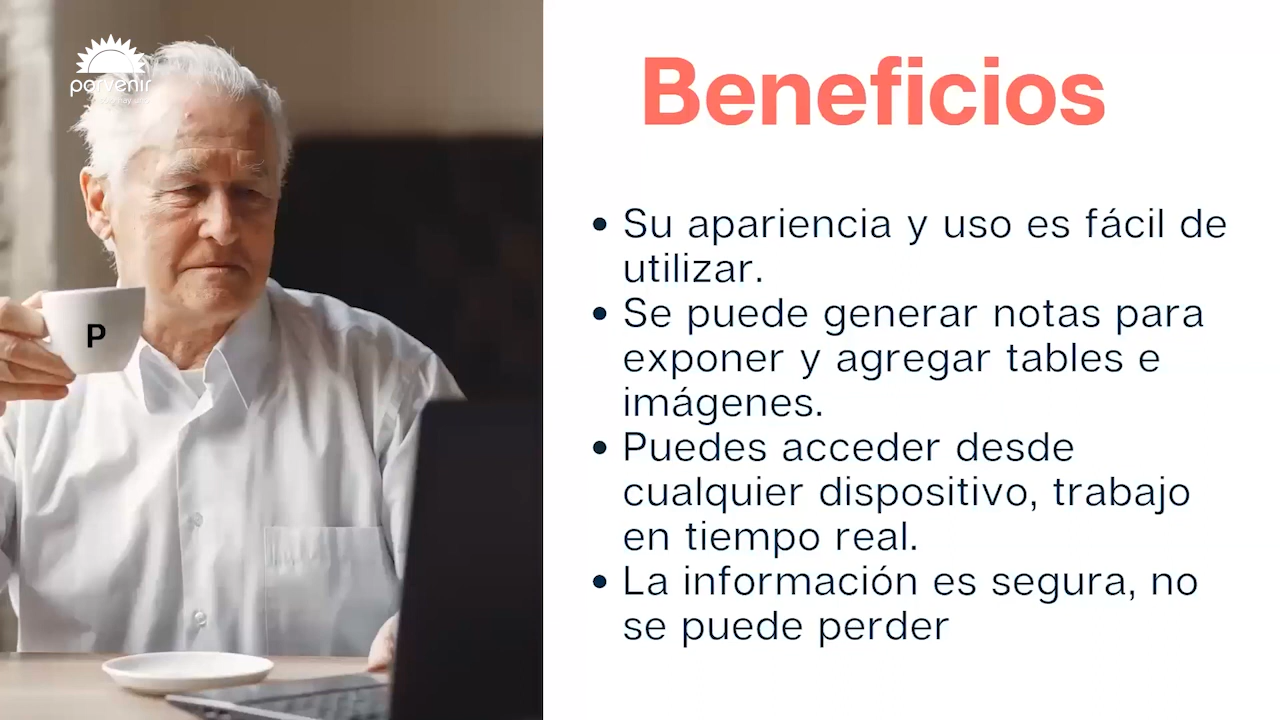 porvenir
P
Beneficios
• Su apariencia y uso es fácil de
utilizar.
• Se puede generar notas para
exponer y agregar tables e
imágenes.
• Puedes acceder desde
cualquier dispositivo, trabajo
en tiempo real.
• La información es segura, no
se puede perder